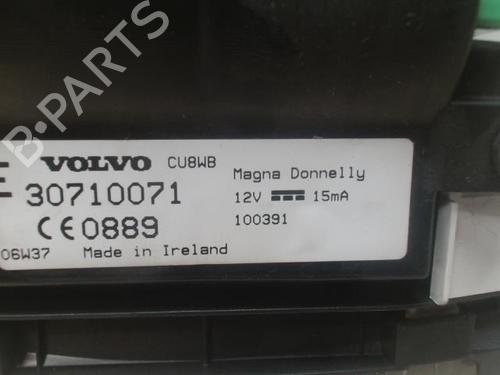 B-PARTS
E VOLVO CU8WB
30710071
CE0889
06W37 Made in Ireland
Magna Donnelly
12V 15mA
100391